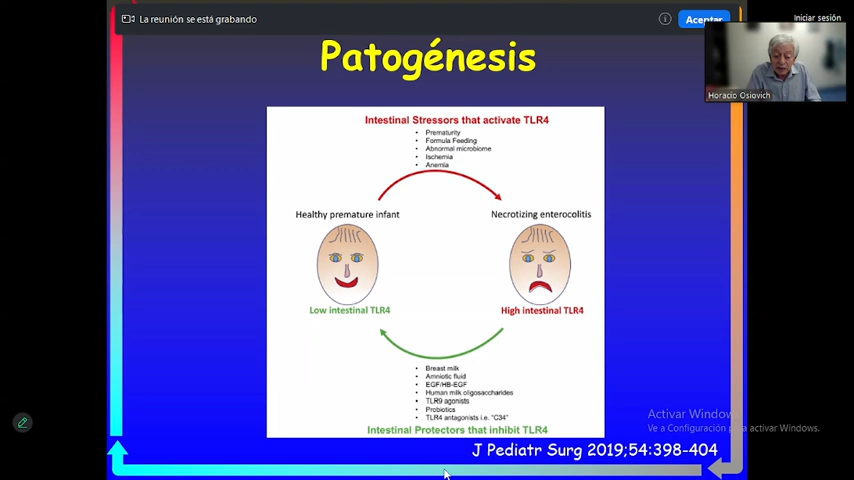 La reunión se está grabando
Aceptar
Iniciar sesión
Horacio Osiovich
Patogénesis
Intestinal Stressors that activate TLR4
• Prematurity
• Formula Feeding
• Abnormal microbiome
• Ischemia
• Anemia
Healthy premature infant
Necrotizing enterocolitis
Low intestinal TLR4
High intestinal TLR4
• Breast milk
• Amniotic fluid
• EGF/HB-EGF
• Human milk oligosaccharides
• TLR9 agonists
• Probiotics
• TLR4 antagonists i.e. "C34"
Intestinal Protectors that inhibit TLR4
Activar Windows
Ve a Configuración para activar Windows.
J Pediatr Surg 2019;54:398-404